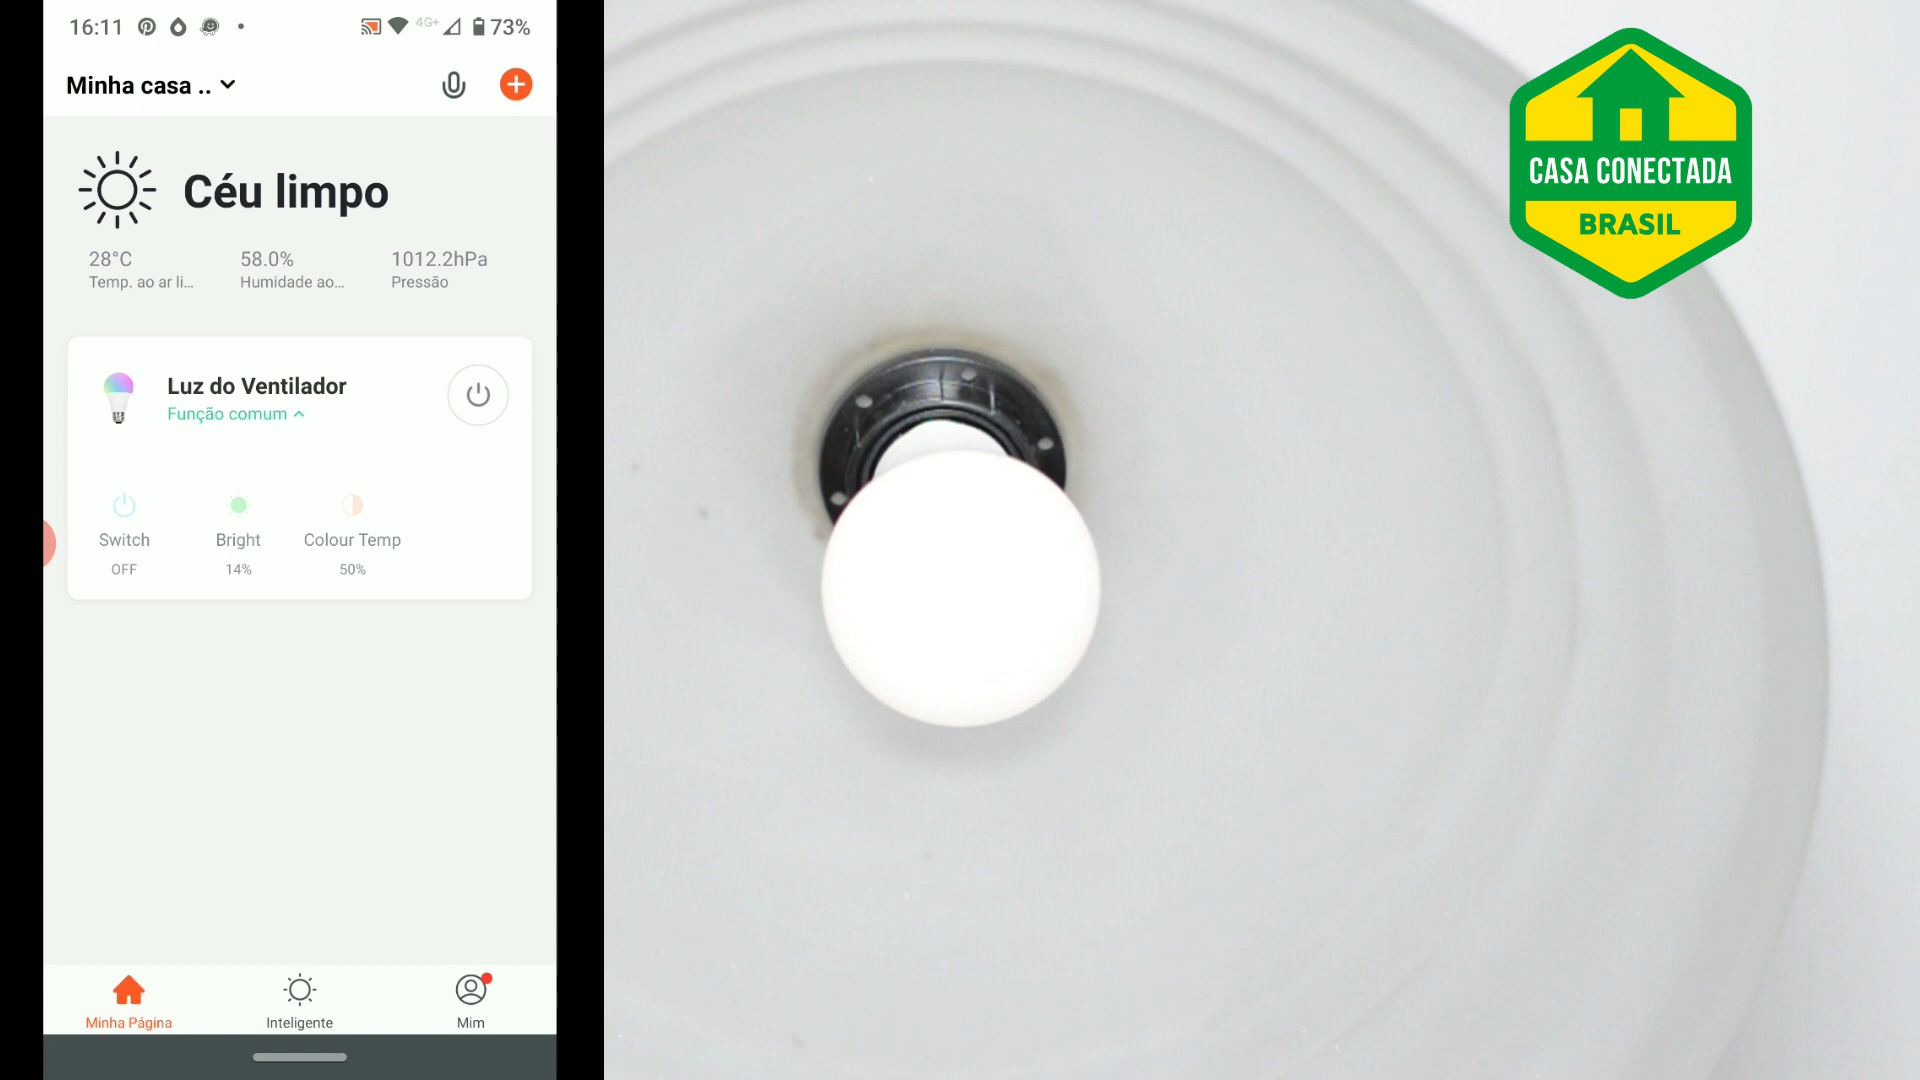 16:11
4G+
73%
Minha casa ..
Céu limpo
28°C
58.0%
1012.2hPa
Temp. ao ar li...
Humidade ao...
Pressão
Luz do Ventilador
Função comum
Switch
Bright
Colour Temp
OFF
14%
50%
Minha Página
Inteligente
Mim
CASA CONECTADA
BRASIL